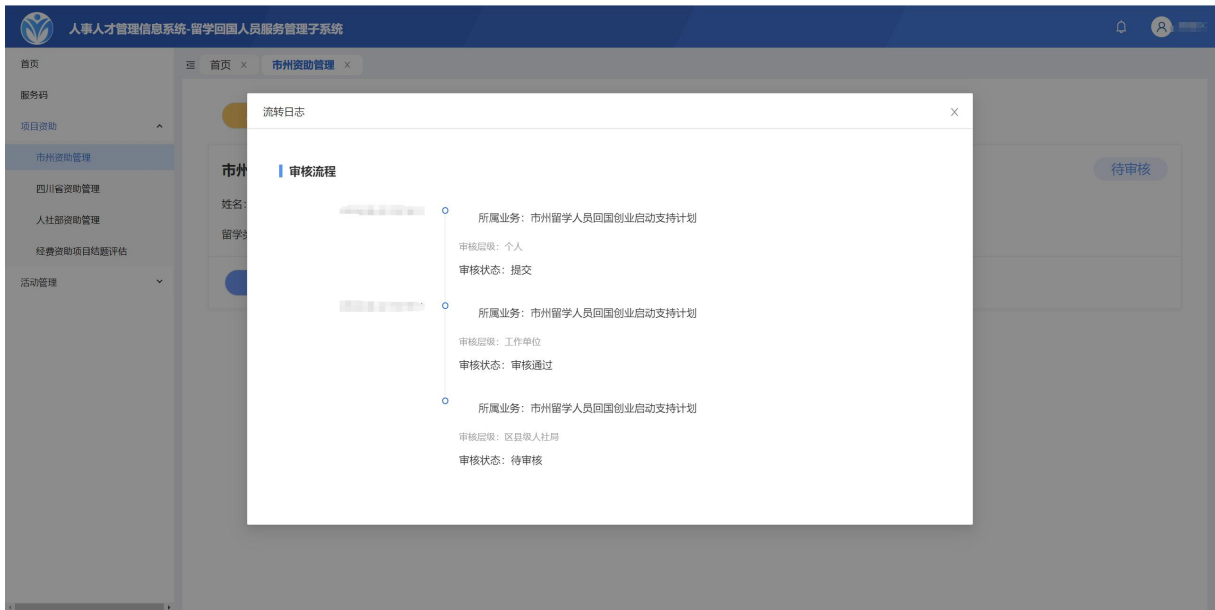 人事人才管理信息系统-留学回国人员服务管理子系统
首页
服务码
项目资助
市州资助管理
四川省资助管理
人社部资助管理
经费资助项目结题评估
活动管理
首页 ×
市州资助管理 ×
流转日志
市州
待审核
姓名:
留学
审核流程
所属业务：市州留学人员回国创业启动支持计划
审核层级：个人
审核状态：提交
所属业务：市州留学人员回国创业启动支持计划
审核层级：工作单位
审核状态：审核通过
所属业务：市州留学人员回国创业启动支持计划
审核层级：区县级人社局
审核状态：待审核